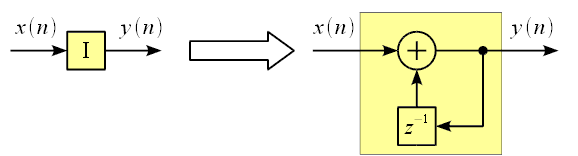 x(n) I y(n) x(n) + y(n)
z⁻¹